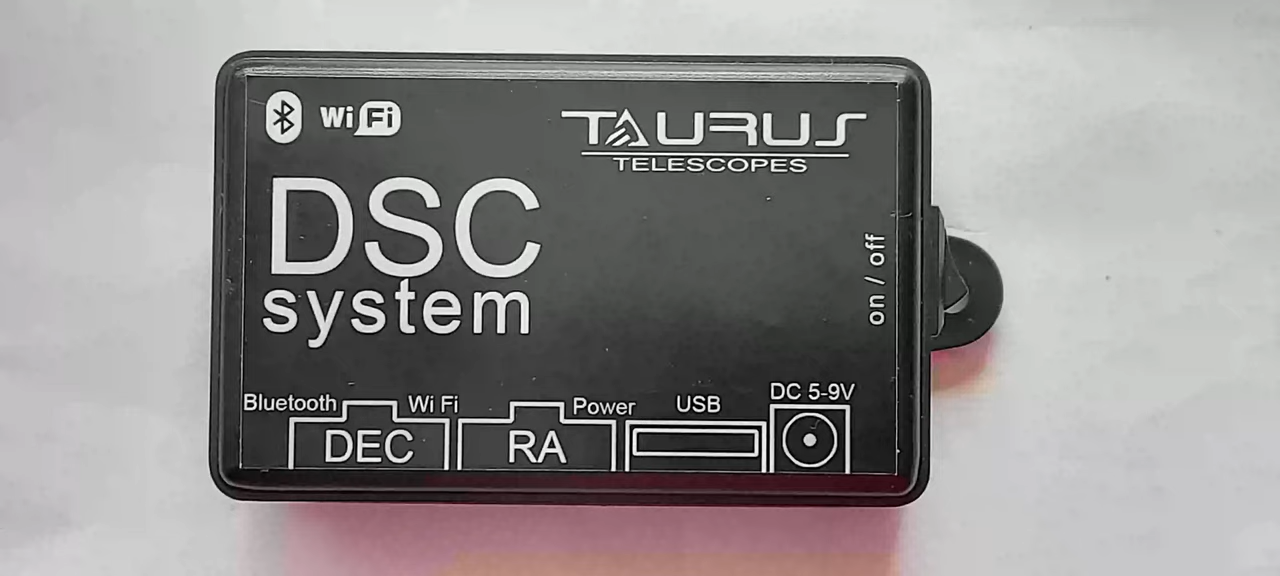 WiFi
TAURUS
TELESCOPES
DSC
system
on / off
Bluetooth
Wi Fi
Power
USB
DC 5-9V
DEC
RA